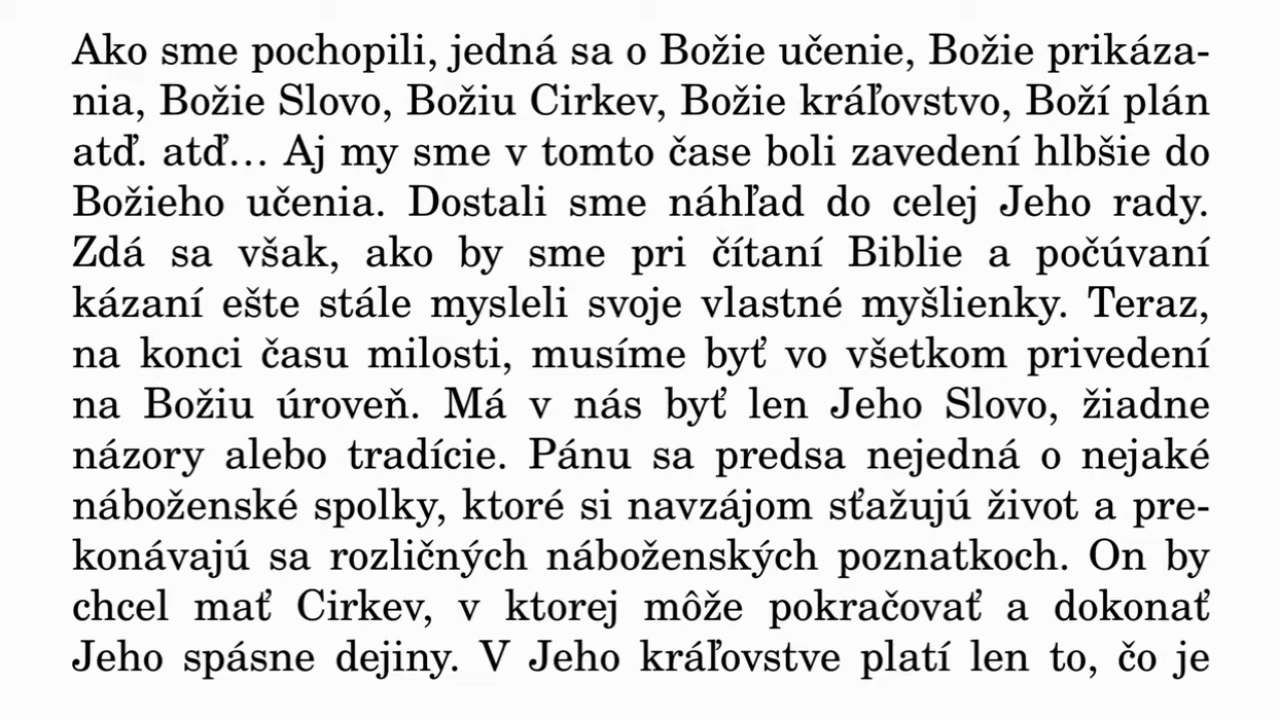 Ako sme pochopili, jedná sa o Božie učenie, Božie prikáza-
nia, Božie Slovo, Božiu Cirkev, Božie kráľovstvo, Boží plán
atď. atď… Aj my sme v tomto čase boli zavedení hlbšie do
Božieho učenia. Dostali sme náhľad do celej Jeho rady.
Zdá sa však, ako by sme pri čítaní Biblie a počúvaní
kázaní ešte stále mysleli svoje vlastné myšlienky. Teraz,
na konci času milosti, musíme byť vo všetkom privedení
na Božiu úroveň. Má v nás byť len Jeho Slovo, žiadne
názory alebo tradície. Pánu sa predsa nejedná o nejaké
náboženské spolky, ktoré si navzájom sťažujú život a pre-
konávajú sa rozličných náboženských poznatkoch. On by
chcel mať Cirkev, v ktorej môže pokračovať a dokonať
Jeho spásne dejiny. V Jeho kráľovstve platí len to, čo je